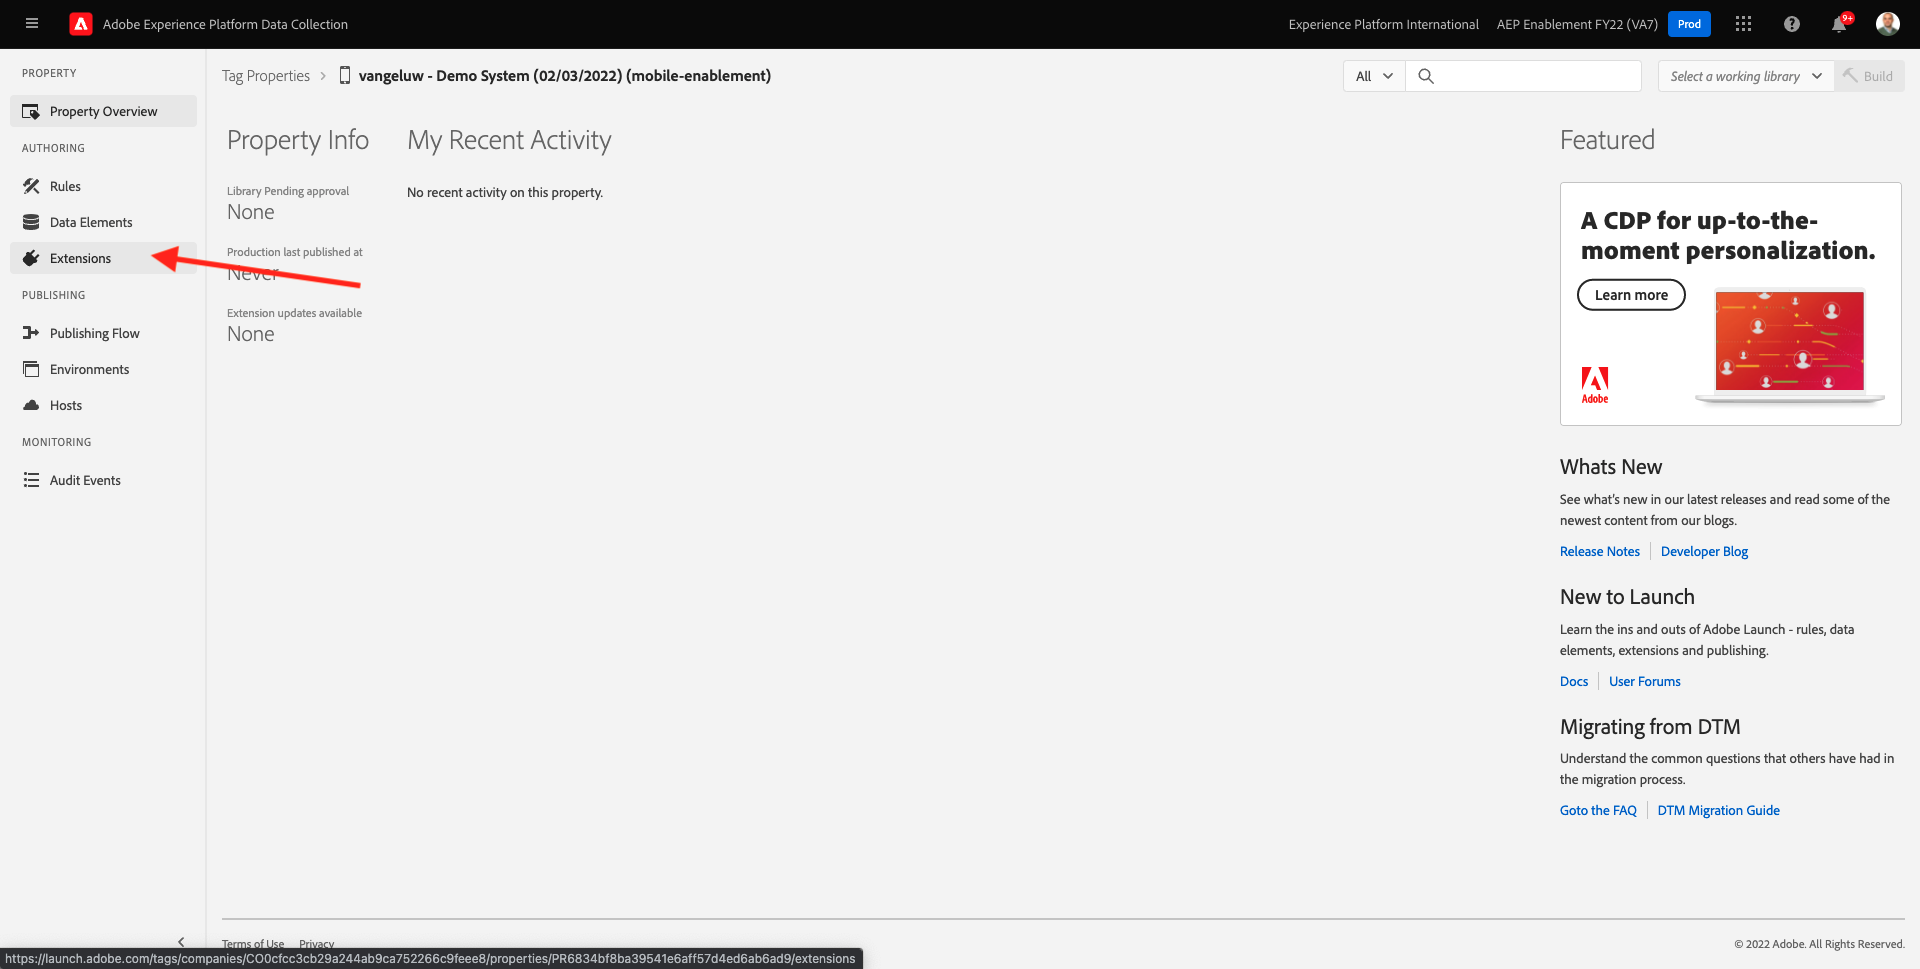 Adobe Experience Platform Data Collection
Experience Platform International
AEP Enablement FY22 (VA7)
Prod
9+
PROPERTY
Property Overview
AUTHORING
Rules
Data Elements
Extensions
PUBLISHING
Publishing Flow
Environments
Hosts
MONITORING
Audit Events
Tag Properties
vangeluw - Demo System (02/03/2022) (mobile-enablement)
All
Select a working library
Build
Property Info
Library Pending approval
None
Production last published at
Never
Extension updates available
None
My Recent Activity
No recent activity on this property.
Featured
A CDP for up-to-the-
moment personalization.
Learn more
Adobe
Whats New
See what's new in our latest releases and read some of the
newest content from our blogs.
Release Notes
Developer Blog
New to Launch
Learn the ins and outs of Adobe Launch - rules, data
elements, extensions and publishing.
Docs
User Forums
Migrating from DTM
Understand the common questions that others have had in
the migration process.
Goto the FAQ
DTM Migration Guide
Terms of Use
Privacy
© 2022 Adobe. All Rights Reserved.
https://launch.adobe.com/tags/companies/CO0cfcc3cb29a244ab9ca752266c9feee8/properties/PR6834bf8ba39541e6aff57d4ed6ab6ad9/extensions